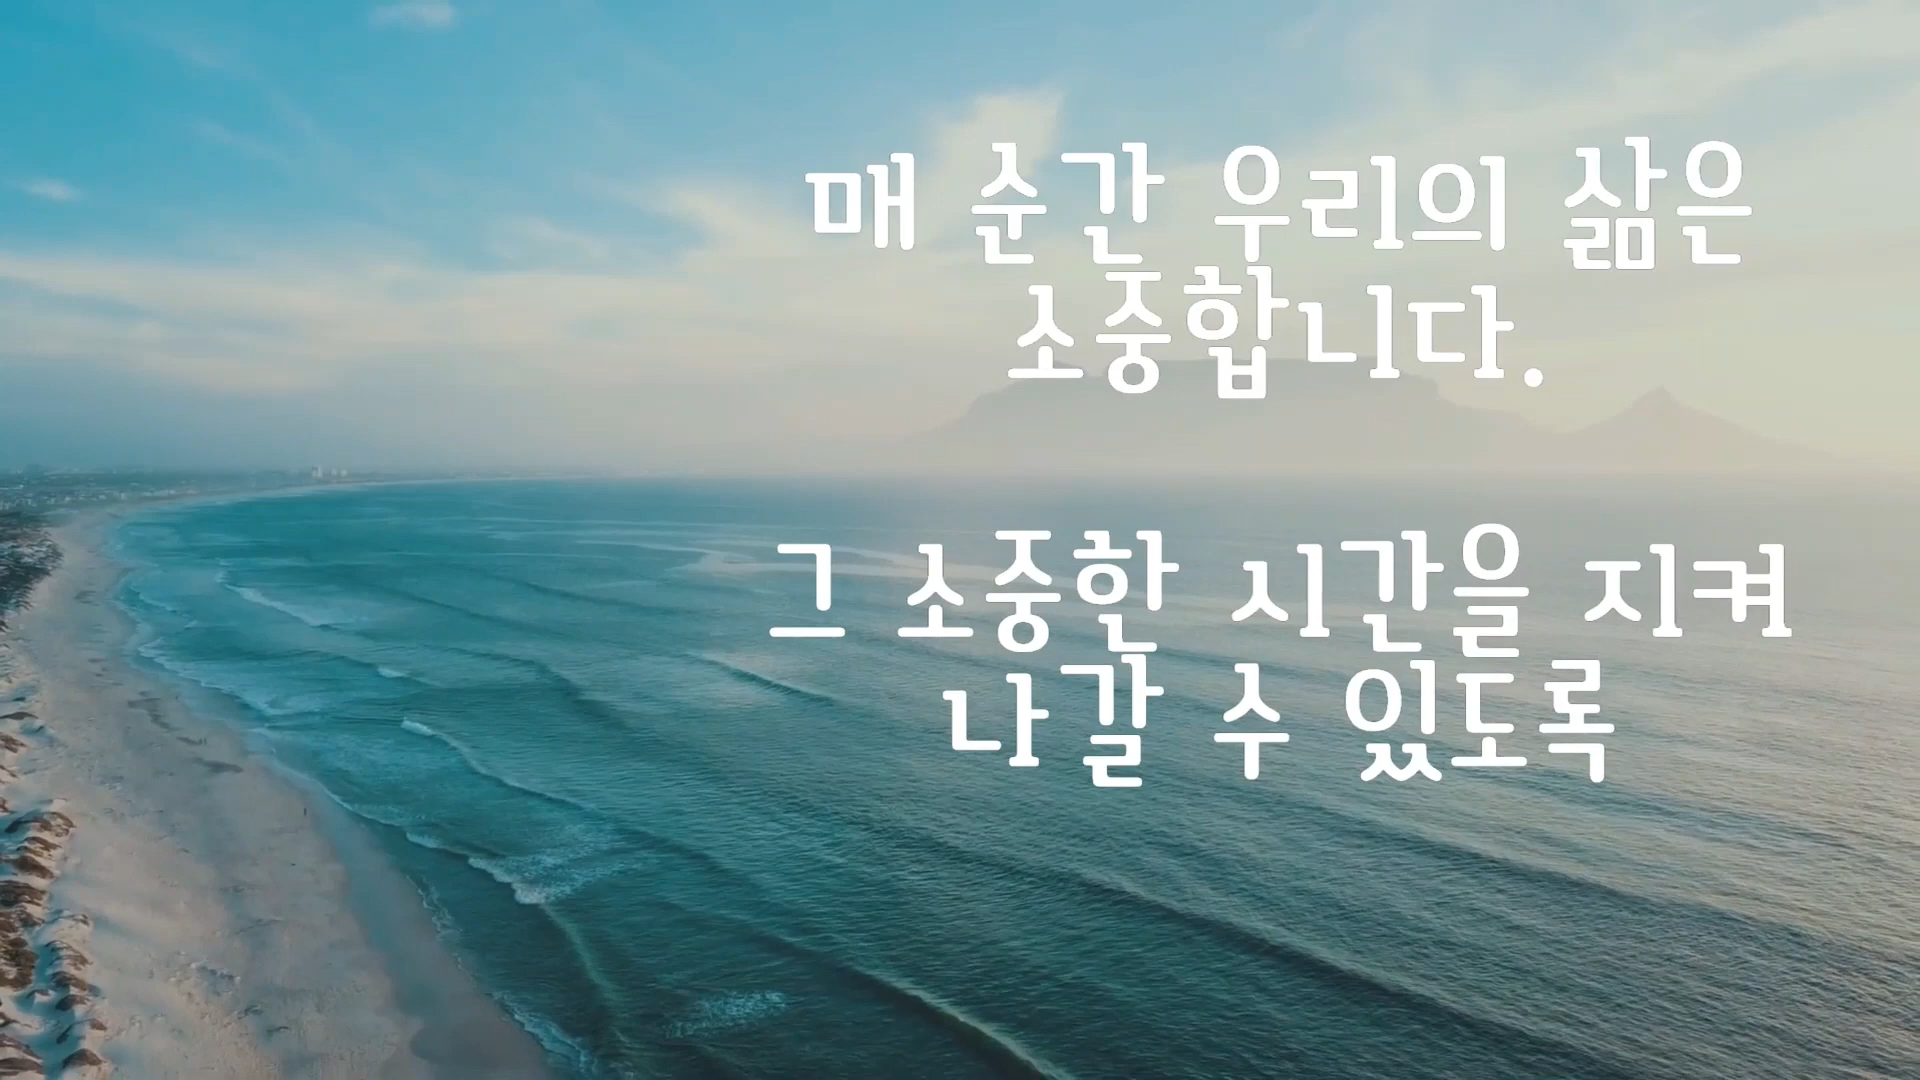 매 순간 우리의 삶은
소중합니다.
그 소중한 시간을 지켜
나갈 수 있도록